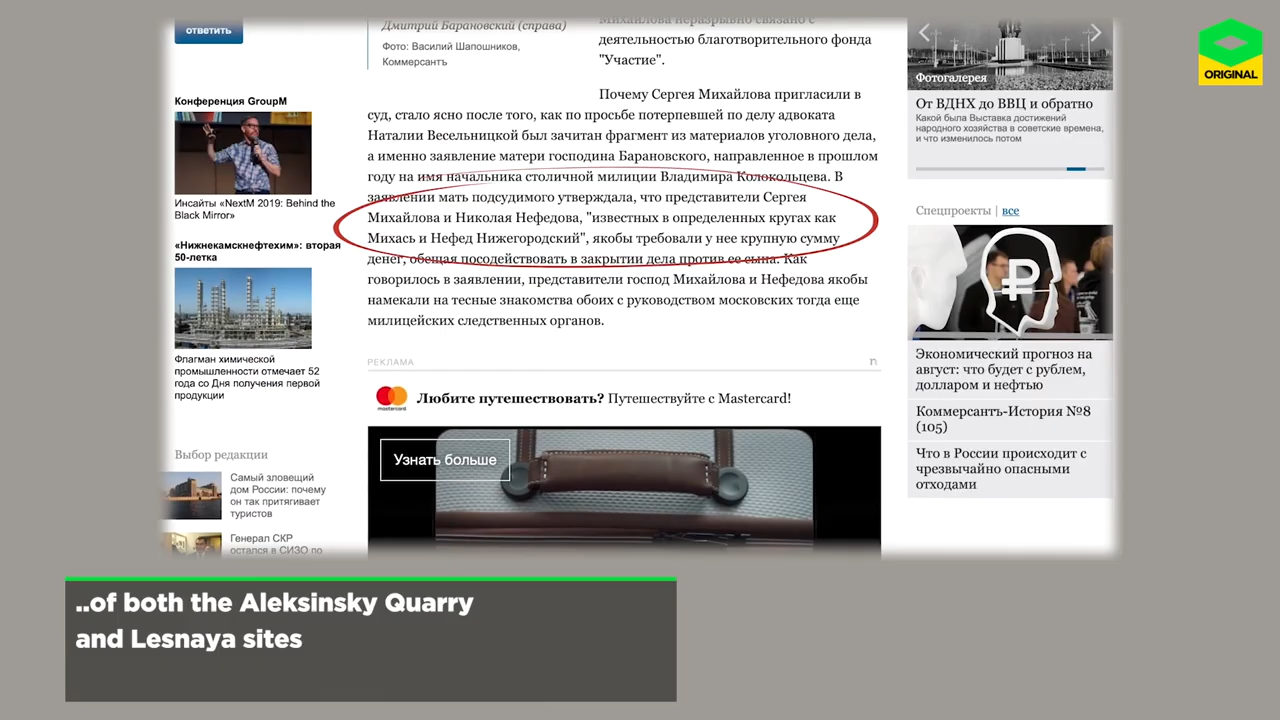 ответить
Конференция GroupM
Инсайты «NextM 2019: Behind the
Black Mirror»
«Нижнекамскнефтехим»: вторая
50-летка
Флагман химической
промышленности отмечает 52
года со Дня получения первой
продукции
Выбор редакции
Самый зловещий
дом России: почему
он так притягивает
туристов
Генерал СКР
остался в СИЗО по
Дмитрий Барановский (справа)
Фото: Василий Шапошников,
Коммерсантъ
Михайлова неразрывно связано с
деятельностью благотворительного фонда
"Участие".
Почему Сергея Михайлова пригласили в
суд, стало ясно после того, как по просьбе потерпевшей по делу адвоката
Наталии Весельницкой был зачитан фрагмент из материалов уголовного дела,
а именно заявление матери господина Барановского, направленное в прошлом
году на имя начальника столичной милиции Владимира Колокольцева. В
заявлении мать подсудимого утверждала, что представители Сергея
Михайлова и Николая Нефедова, "известных в определенных кругах как
Михась и Нефед Нижегородский", якобы требовали у нее крупную сумму
денег, обещая посодействовать в закрытии дела против ее сына. Как
говорилось в заявлении, представители господ Михайлова и Нефедова якобы
намекали на тесные знакомства обоих с руководством московских тогда еще
милицейских следственных органов.
РЕКЛАМА
n
mastercard
Любите путешествовать? Путешествуйте с Mastercard!
Узнать больше
Фотогалерея
От ВДНХ до ВВЦ и обратно
Какой была Выставка достижений
народного хозяйства в советские времена,
и что изменилось потом
Спецпроекты | все
Экономический прогноз на
август: что будет с рублем,
долларом и нефтью
Коммерсантъ-История №8
(105)
Что в России происходит с
чрезвычайно опасными
отходами
ORIGINAL
..of both the Aleksinsky Quarry
and Lesnaya sites